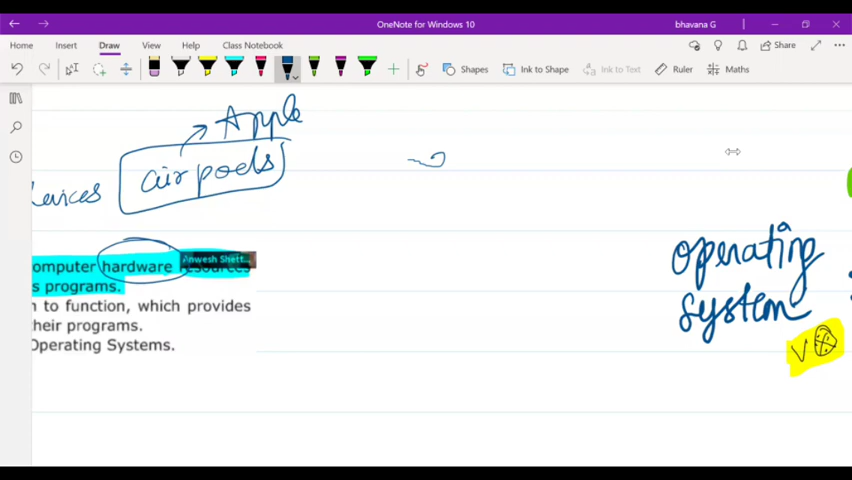 OneNote for Windows 10
bhavana G
Home Insert Draw View Help Class Notebook
Share
Shapes Ink to Shape Ink to Text Ruler Maths
Apple
air pods
devices
operating
system
Anwesh Shett...
omputer hardware resources
s programs.
n to function, which provides
heir programs.
Operating Systems.